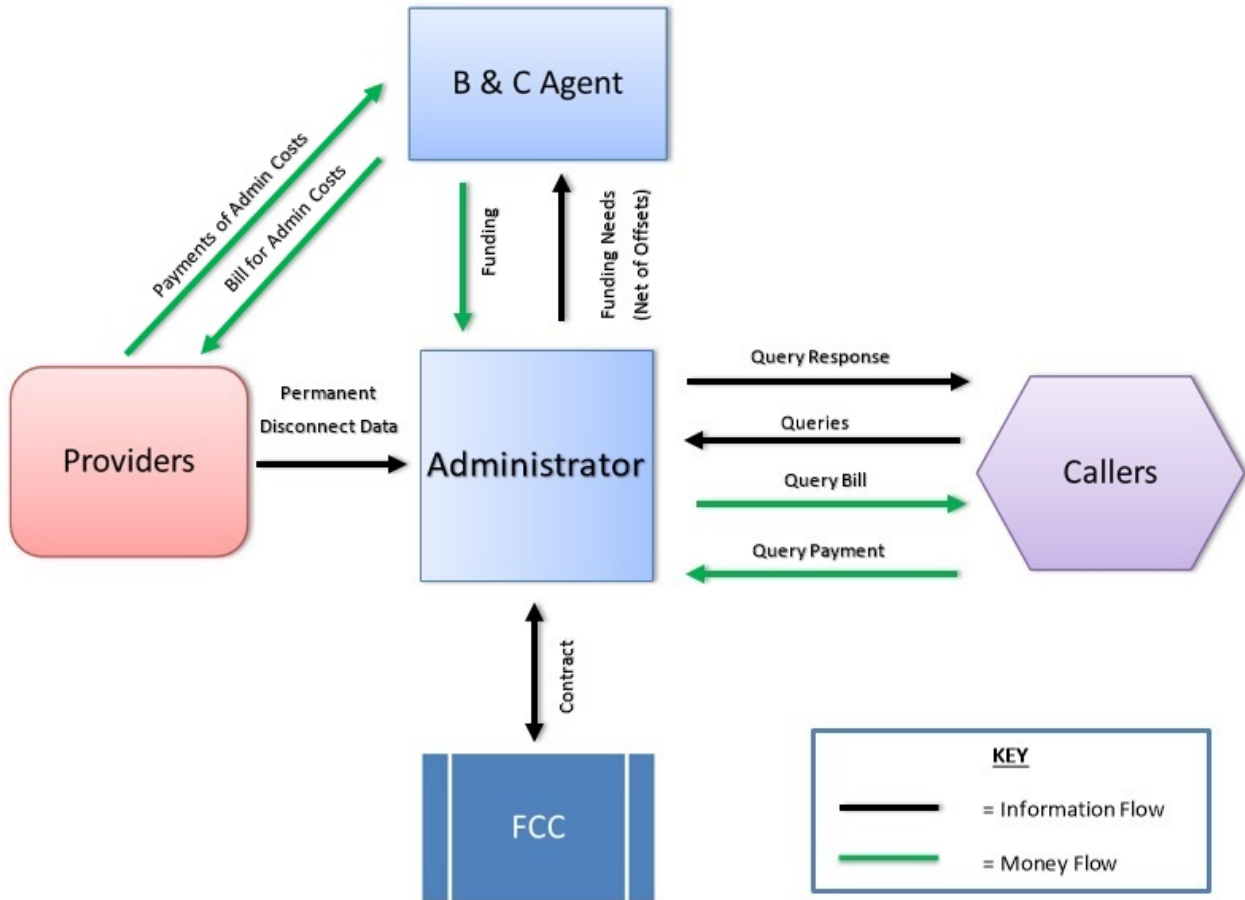 B & C Agent
Payments of Admin Costs
Bill for Admin Costs
Funding
Funding Needs
(Net of Offsets)
Providers
Permanent
Disconnect Data
Administrator
Query Response
Queries
Query Bill
Query Payment
Callers
Contract
FCC
KEY
= Information Flow
= Money Flow